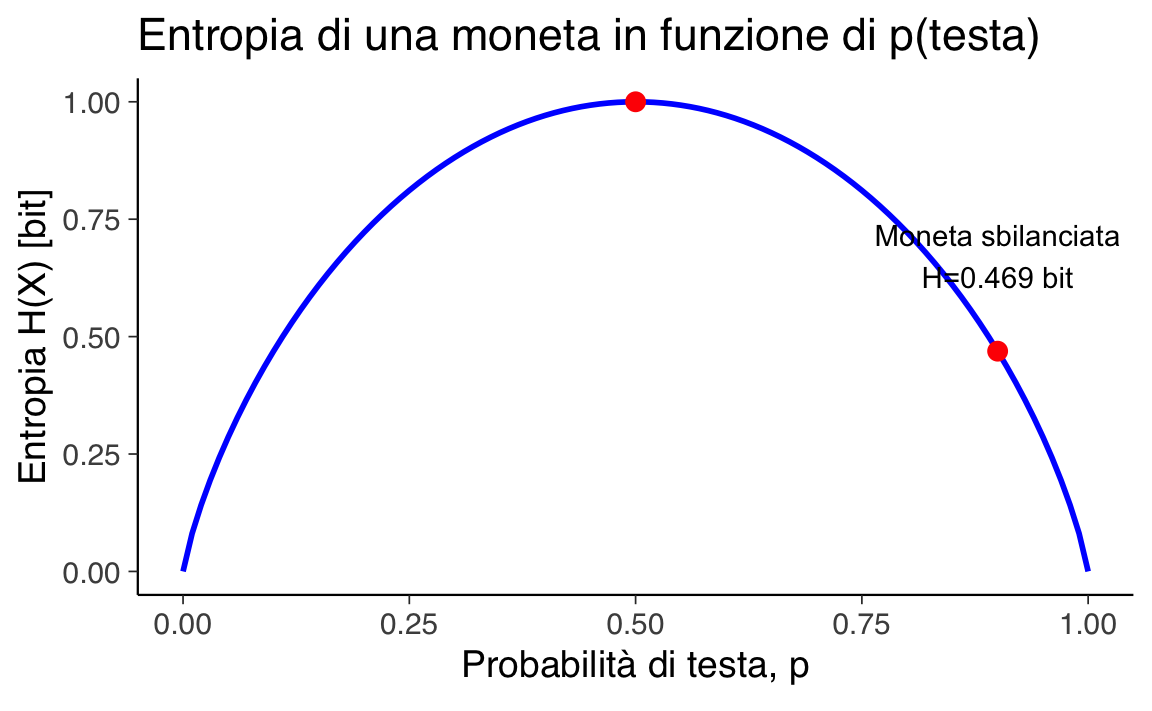 Entropia di una moneta in funzione di p(testa)
Entropia H(X) [bit]
1.00
0.75
0.50
0.25
0.00
Moneta sbilanciata
H=0.469 bit
0.00 0.25 0.50 0.75 1.00
Probabilità di testa, p